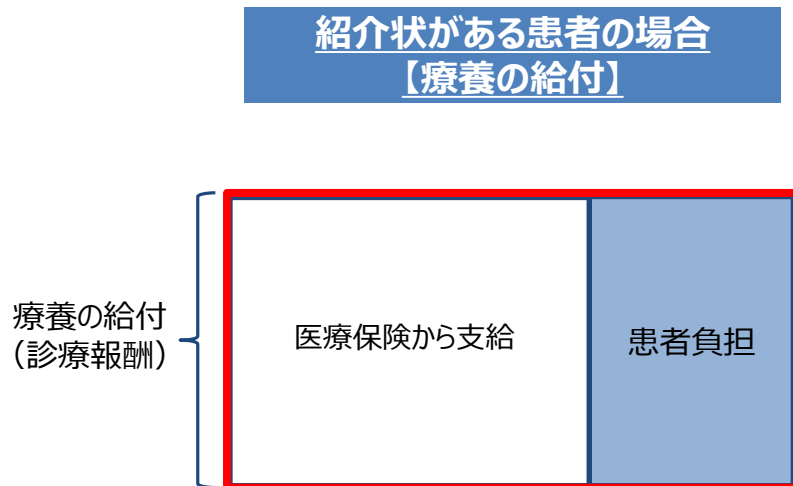 紹介状がある患者の場合
【療養の給付】
療養の給付
（診療報酬）
医療保険から支給
患者負担